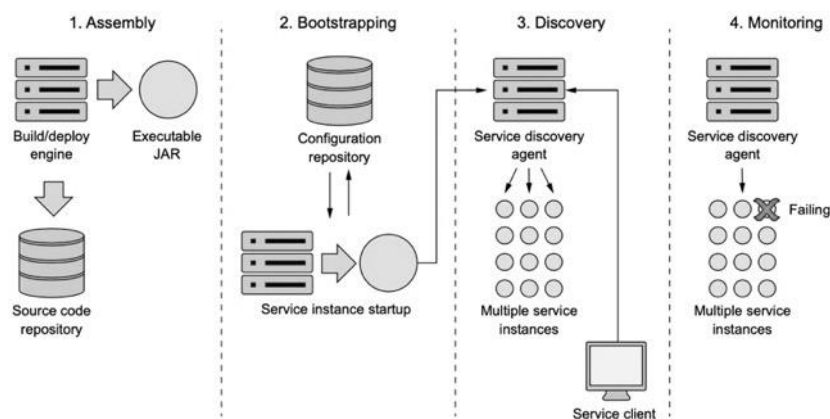 1. Assembly
Build/deploy
engine
Executable
JAR
Source code
repository
2. Bootstrapping
Configuration
repository
Service instance startup
3. Discovery
Service discovery
agent
Multiple service
instances
Service client
4. Monitoring
Service discovery
agent
Failing
Multiple service
instances